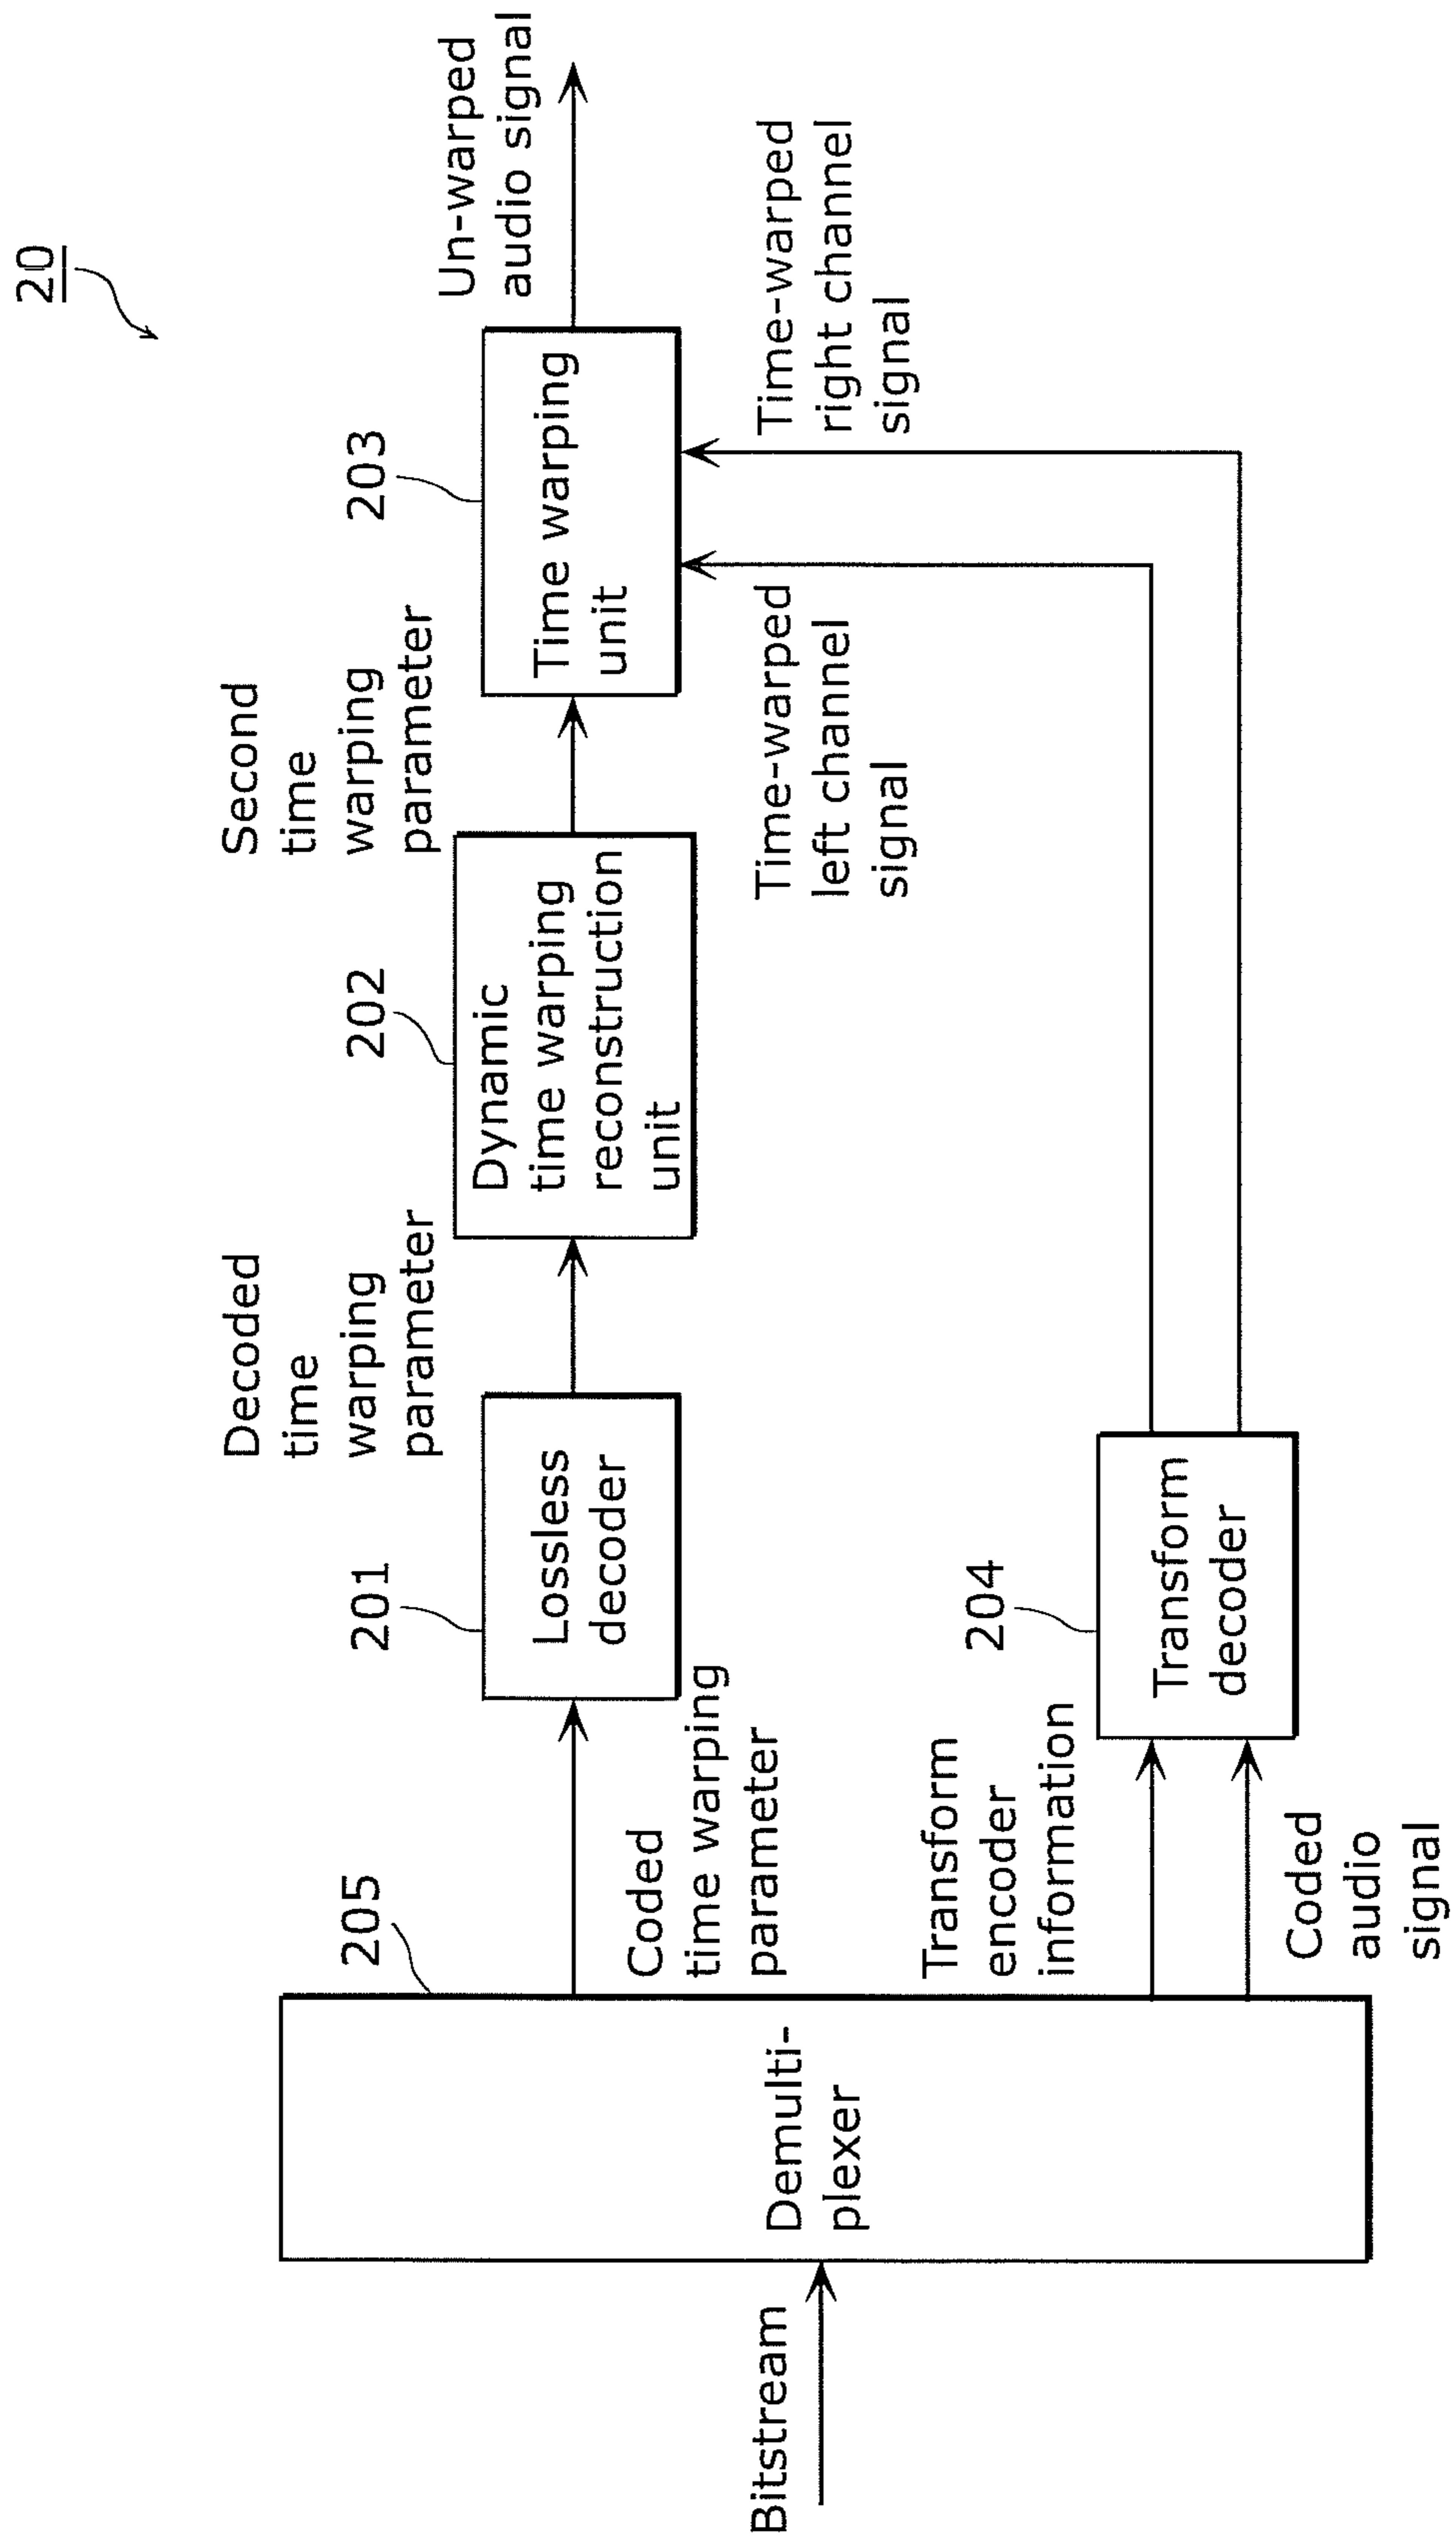 20
Bitstream
Demulti-
plexer
205
Coded
time warping
parameter
201
Lossless
decoder
Decoded
time
warping
parameter
202
Dynamic
time warping
reconstruction
unit
Second
time
warping
parameter
203
Time warping
unit
Un-warped
audio signal
Transform
encoder
information
Coded
audio
signal
204
Transform
decoder
Time-warped
left channel
signal
Time-warped
right channel
signal